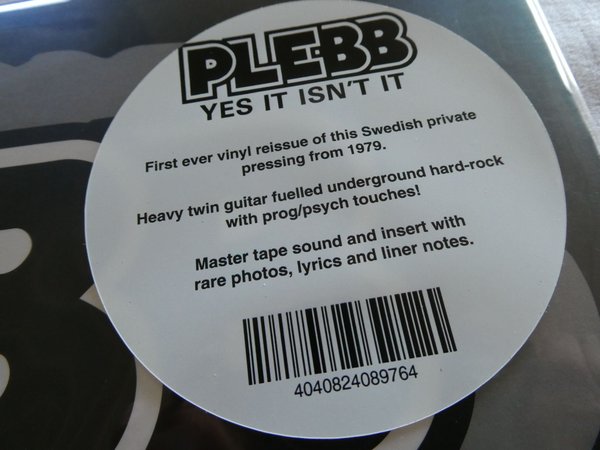 PLEBB
YES IT ISN'T IT
First ever vinyl reissue of this Swedish private
pressing from 1979.
Heavy twin guitar fuelled underground hard-rock
with prog/psych touches!
Master tape sound and insert with
rare photos, lyrics and liner notes.
4040824089764